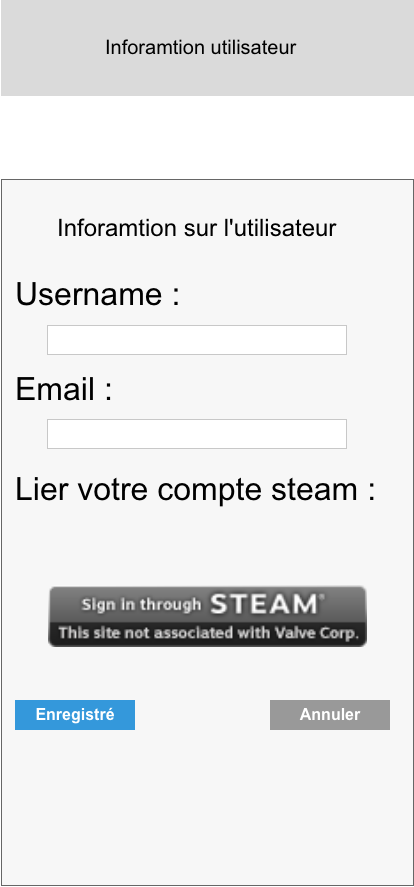 Inforamtion utilisateur
Inforamtion sur l'utilisateur
Username :
Email :
Lier votre compte steam :
Sign in through STEAM®
This site not associated with Valve Corp.
Enregistré
Annuler